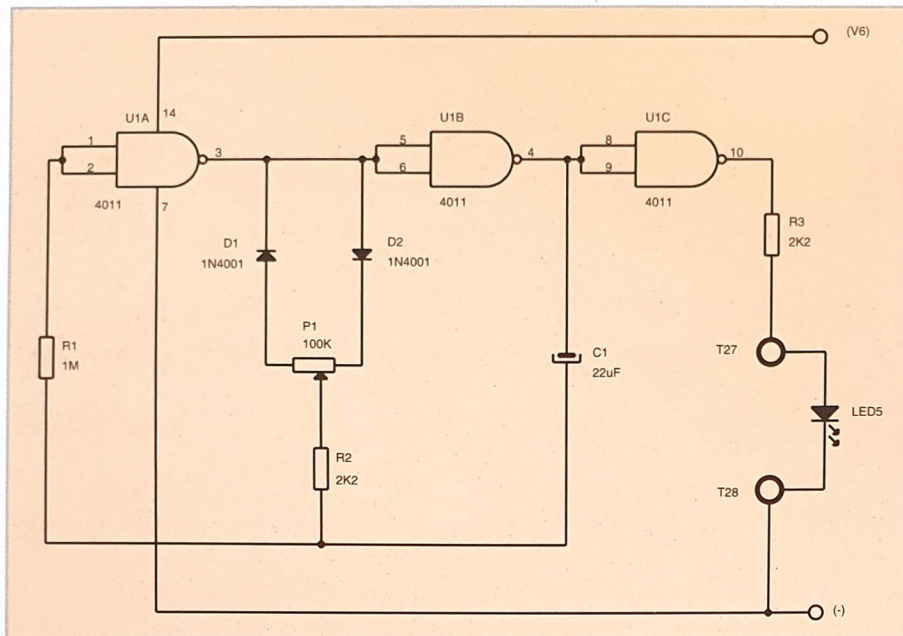 (V6)
U1A
14
1
2
3
4011
7
U1B
5
6
4
4011
U1C
8
9
10
4011
R3
2K2
D1
1N4001
D2
1N4001
P1
100K
R1
1M
C1
22uF
T27
LED5
R2
2K2
T28
(-)